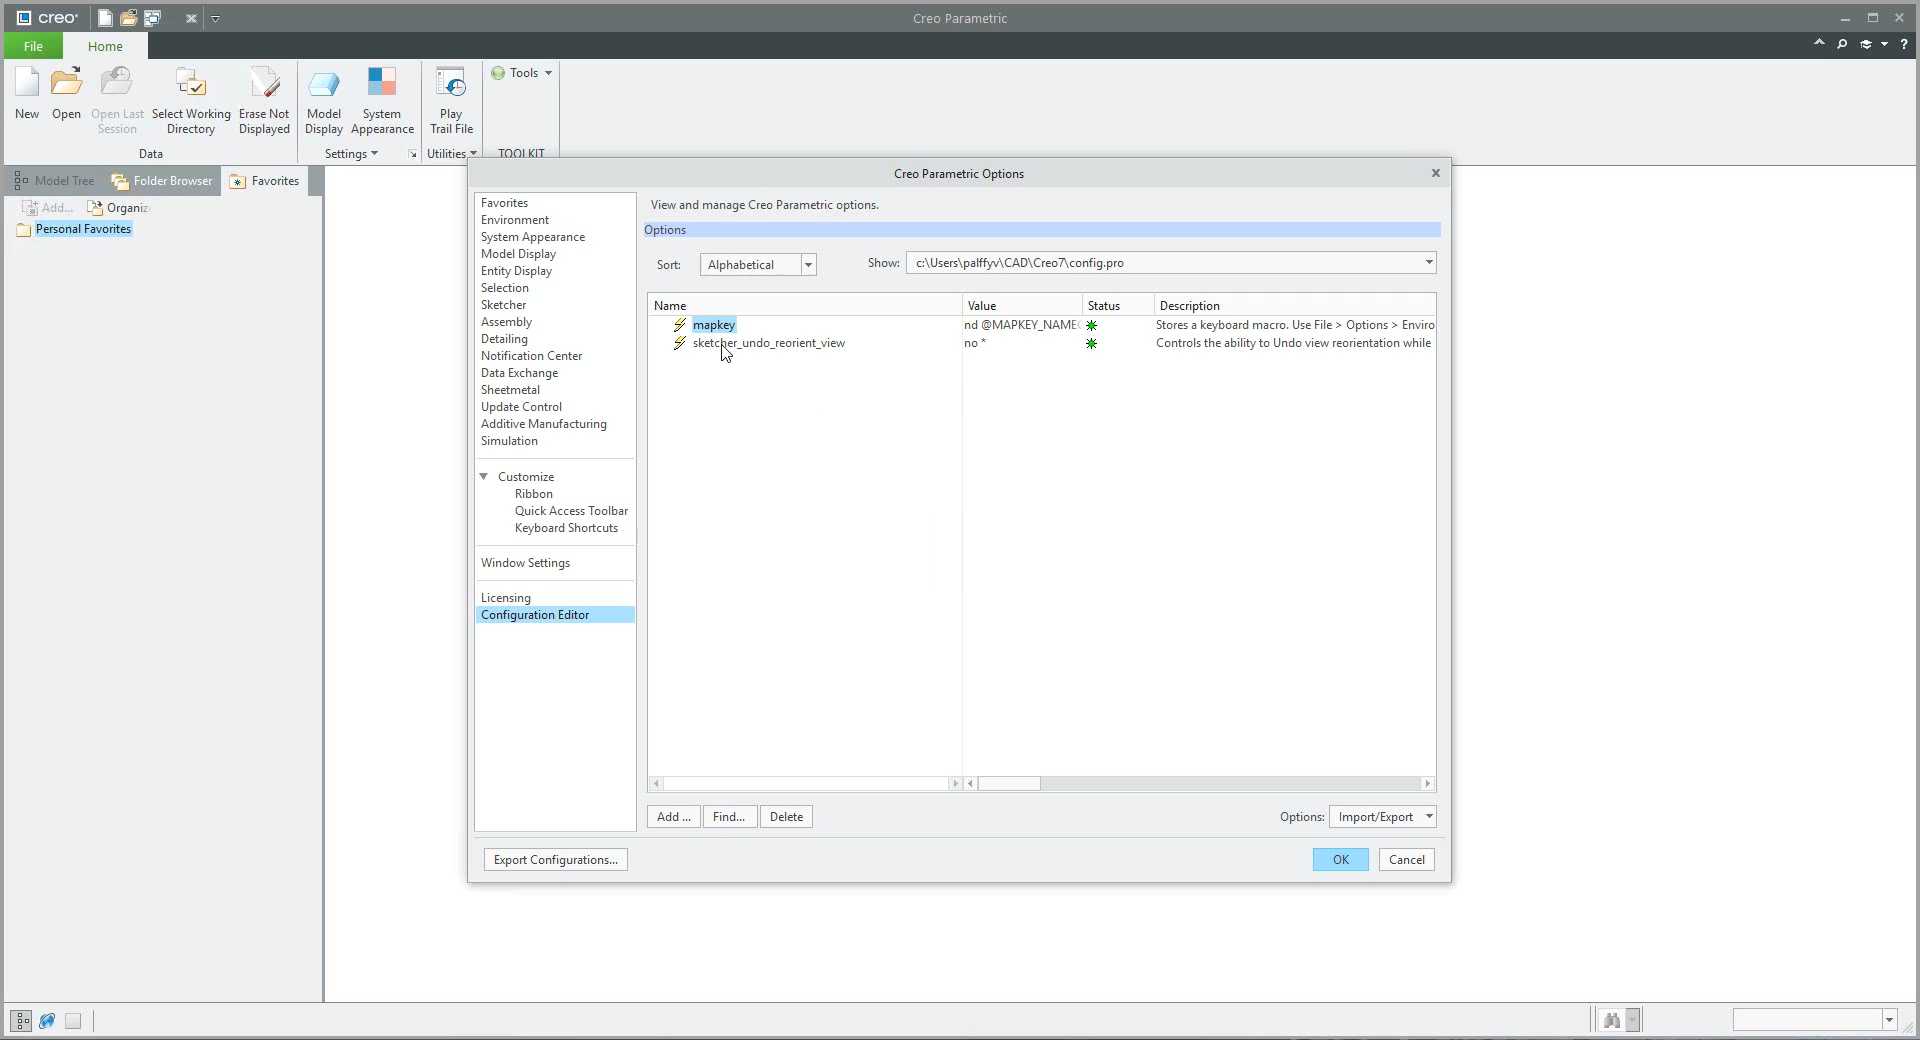 creo
Creo Parametric
File
Home
?
New
Open
Open Last Session
Select Working Directory
Erase Not Displayed
Model Display
System Appearance
Play Trail File
Tools
Data
Settings
Utilities
TOOLKIT
Model Tree
Folder Browser
Favorites
Add...
Organiz
Personal Favorites
Creo Parametric Options
Favorites
Environment
System Appearance
Model Display
Entity Display
Selection
Sketcher
Assembly
Detailing
Notification Center
Data Exchange
Sheetmetal
Update Control
Additive Manufacturing
Simulation
Customize
Ribbon
Quick Access Toolbar
Keyboard Shortcuts
Window Settings
Licensing
Configuration Editor
View and manage Creo Parametric options.
Options
Sort: Alphabetical
Show: c:\Users\palffyv\CAD\Creo7\config.pro
Name Value Status Description
mapkey nd @MAPKEY_NAME Stores a keyboard macro. Use File > Options > Enviro
sketcher_undo_reorient_view no * Controls the ability to Undo view reorientation while
Add ... Find... Delete
Options: Import/Export
Export Configurations...
OK Cancel